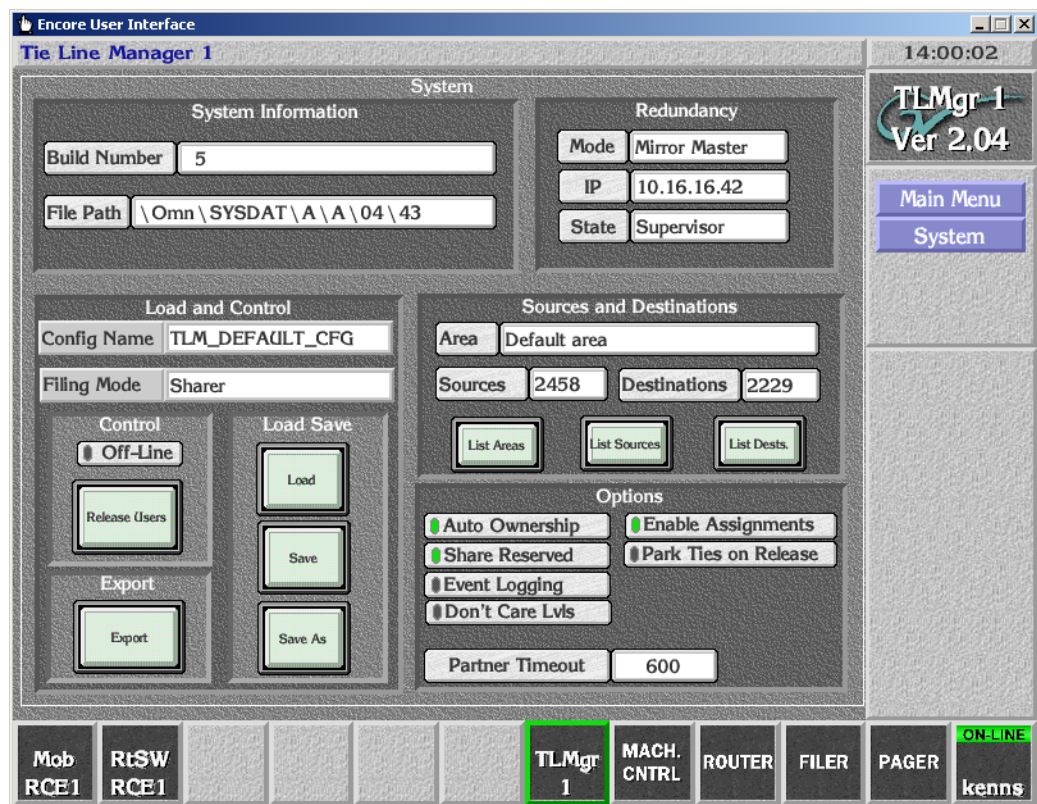 Encore User Interface
Tie Line Manager 1
14:00:02
TLMgr 1
Ver 2.04
Main Menu
System
System
System Information
Build Number 5
File Path \Omn\SYSDAT\A\A\04\43
Redundancy
Mode Mirror Master
IP 10.16.16.42
State Supervisor
Load and Control
Config Name TLM_DEFAULT_CFG
Filing Mode Sharer
Control
Off-Line
Release Users
Export
Export
Load Save
Load
Save
Save As
Sources and Destinations
Area Default area
Sources 2458 Destinations 2229
List Areas List Sources List Dests.
Options
Auto Ownership Enable Assignments
Share Reserved Park Ties on Release
Event Logging
Don't Care Lvls
Partner Timeout 600
Mob
RCE1
RtSW
RCE1
TLMgr
1
MACH.
CNTRL
ROUTER
FILER
PAGER
ON-LINE
kenns